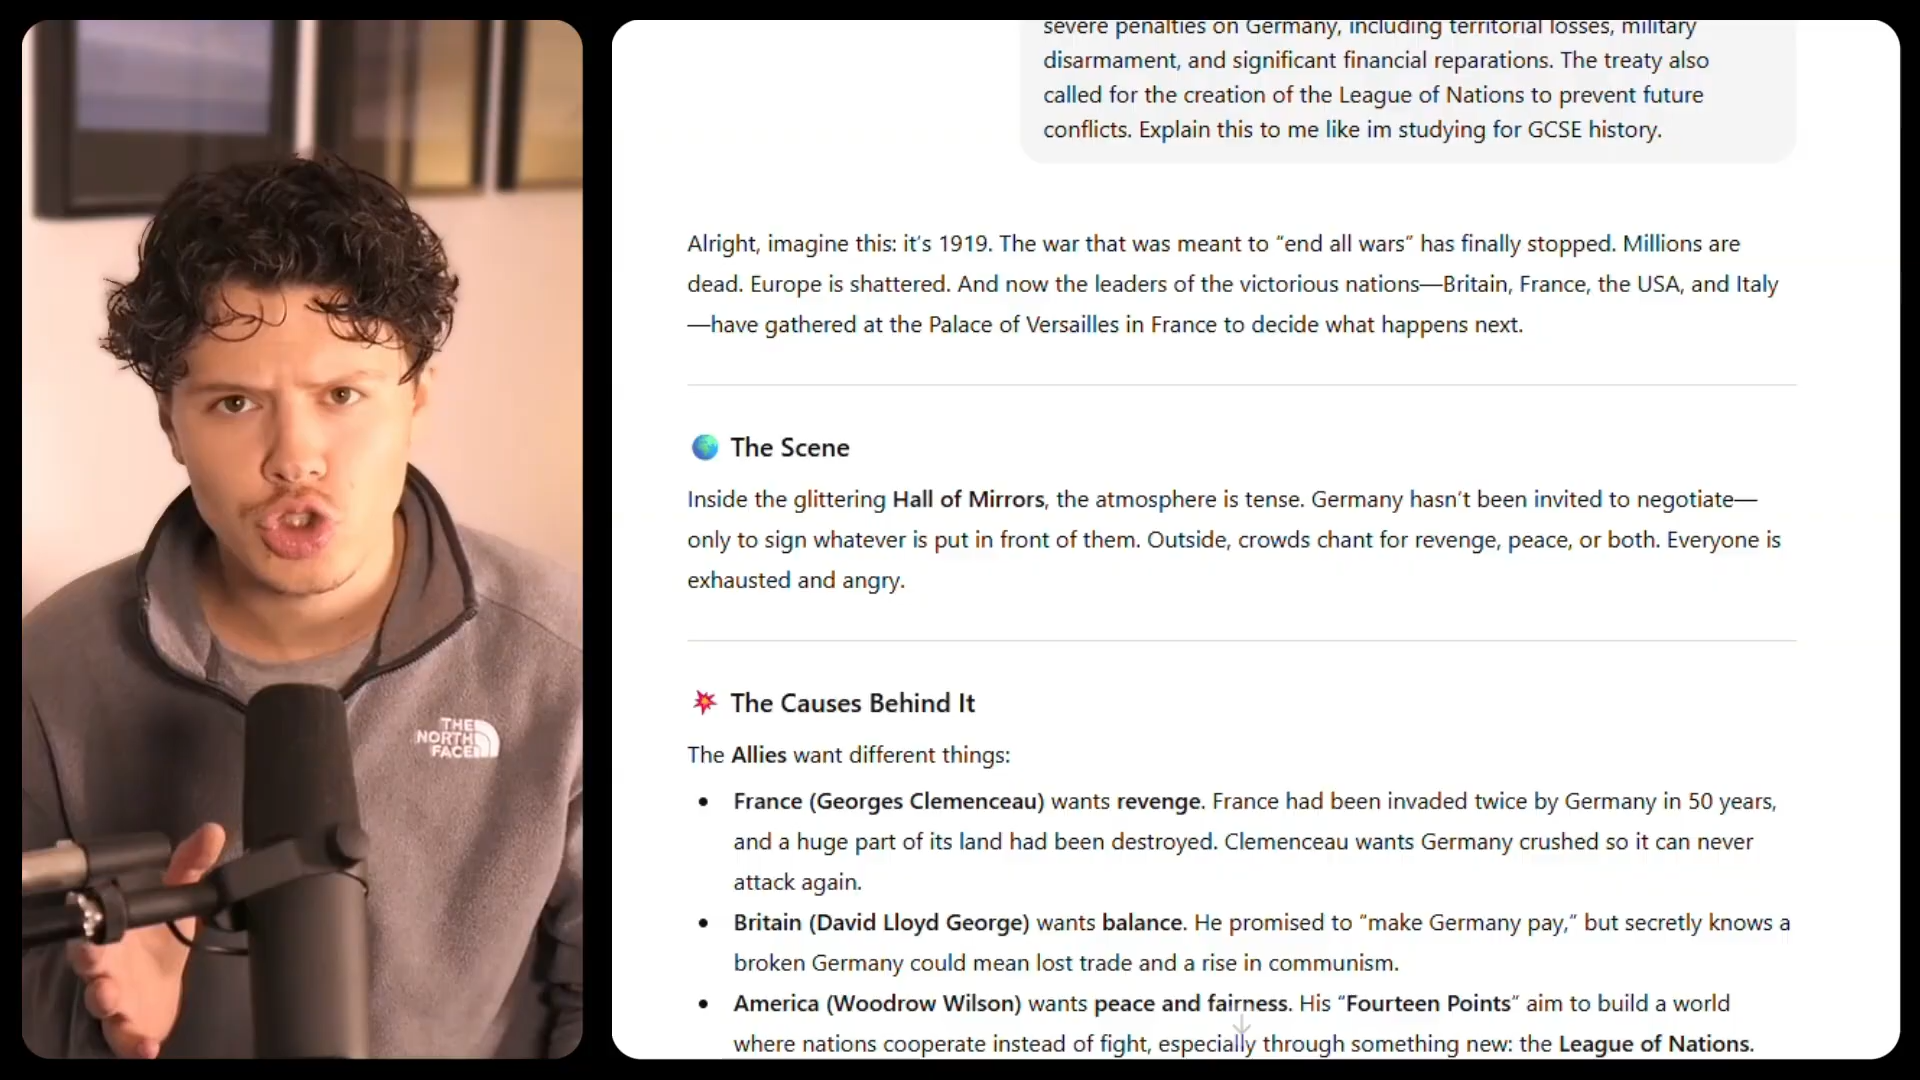 severe penalties on Germany, including territorial losses, military
disarmament, and significant financial reparations. The treaty also
called for the creation of the League of Nations to prevent future
conflicts. Explain this to me like im studying for GCSE history.
Alright, imagine this: it's 1919. The war that was meant to “end all wars” has finally stopped. Millions are
dead. Europe is shattered. And now the leaders of the victorious nations—Britain, France, the USA, and Italy
—have gathered at the Palace of Versailles in France to decide what happens next.
🌍 The Scene
Inside the glittering Hall of Mirrors, the atmosphere is tense. Germany hasn't been invited to negotiate—
only to sign whatever is put in front of them. Outside, crowds chant for revenge, peace, or both. Everyone is
exhausted and angry.
💥 The Causes Behind It
The Allies want different things:
• France (Georges Clemenceau) wants revenge. France had been invaded twice by Germany in 50 years,
and a huge part of its land had been destroyed. Clemenceau wants Germany crushed so it can never
attack again.
• Britain (David Lloyd George) wants balance. He promised to “make Germany pay,” but secretly knows a
broken Germany could mean lost trade and a rise in communism.
• America (Woodrow Wilson) wants peace and fairness. His “Fourteen Points” aim to build a world
where nations cooperate instead of fight, especially through something new: the League of Nations.
THE
NORTH
FACE